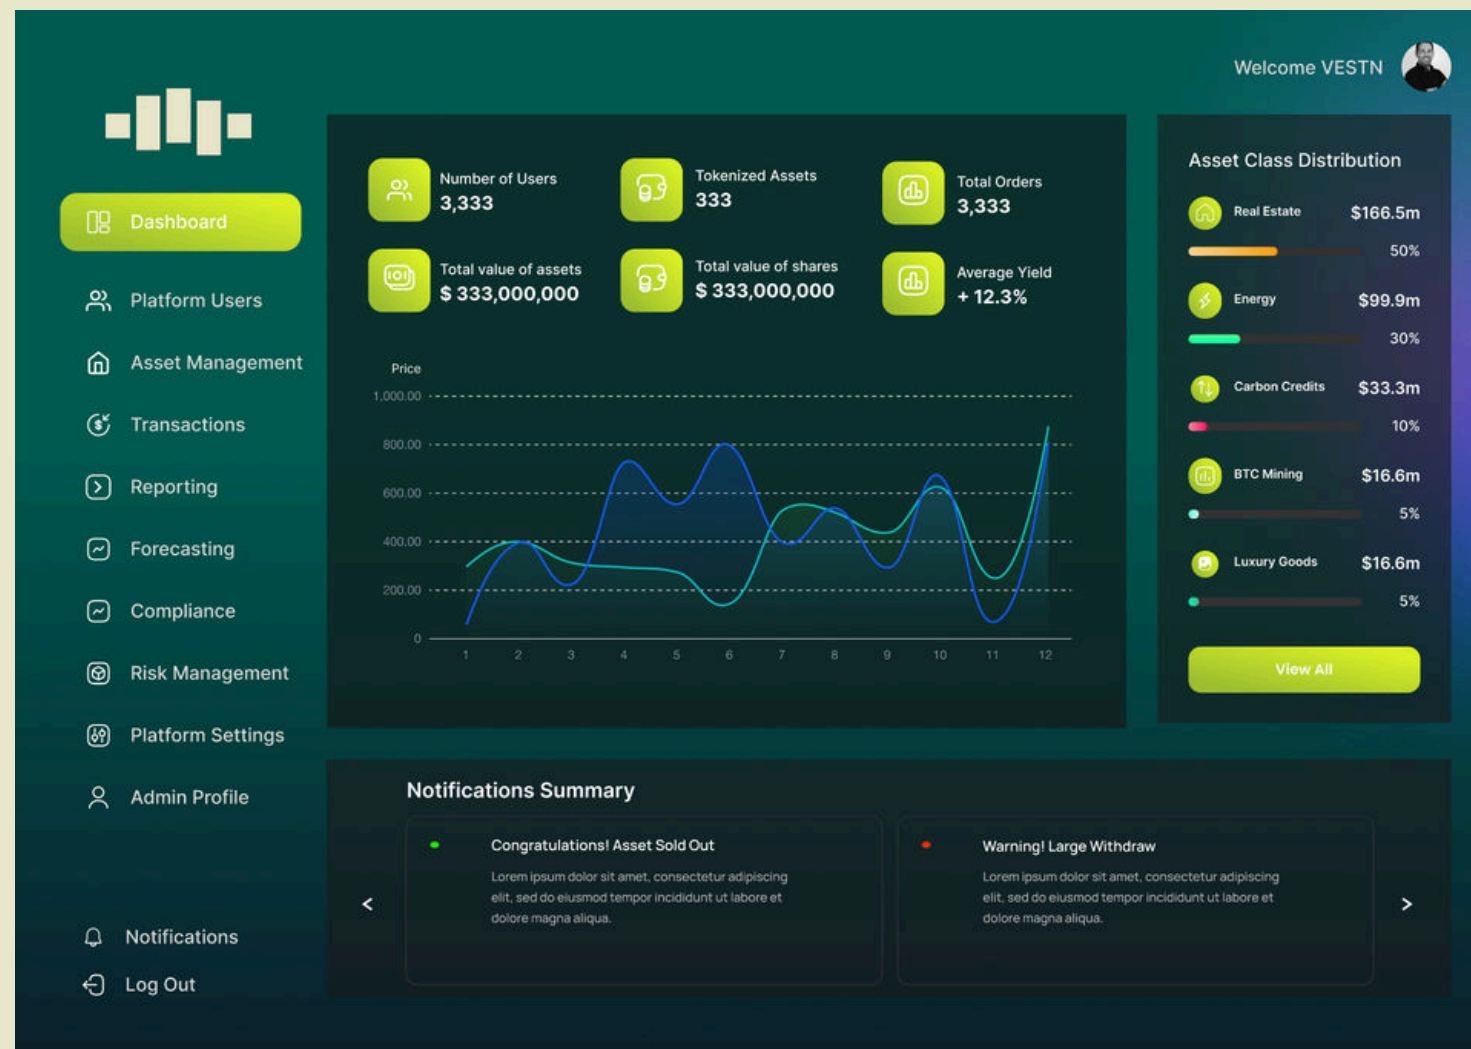 Welcome VESTN
Dashboard
Platform Users
Asset Management
Transactions
Reporting
Forecasting
Compliance
Risk Management
Platform Settings
Admin Profile
Notifications
Log Out
Number of Users
3,333
Tokenized Assets
333
Total Orders
3,333
Total value of assets
$ 333,000,000
Total value of shares
$ 333,000,000
Average Yield
+ 12.3%
Price
1,000.00
800.00
600.00
400.00
200.00
0
1 2 3 4 5 6 7 8 9 10 11 12
Asset Class Distribution
Real Estate $166.5m
50%
Energy $99.9m
30%
Carbon Credits $33.3m
10%
BTC Mining $16.6m
5%
Luxury Goods $16.6m
5%
View All
Notifications Summary
Congratulations! Asset Sold Out
Lorem ipsum dolor sit amet, consectetur adipiscing
elit, sed do eiusmod tempor incididunt ut labore et
dolore magna aliqua.
Warning! Large Withdraw
Lorem ipsum dolor sit amet, consectetur adipiscing
elit, sed do eiusmod tempor incididunt ut labore et
dolore magna aliqua.